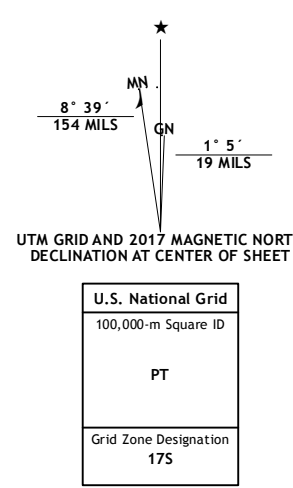 MN
8° 39´
154 MILS
GN
1° 5´
19 MILS
UTM GRID AND 2017 MAGNETIC NORT
DECLINATION AT CENTER OF SHEET
U.S. National Grid
100,000-m Square ID
PT
Grid Zone Designation
17S